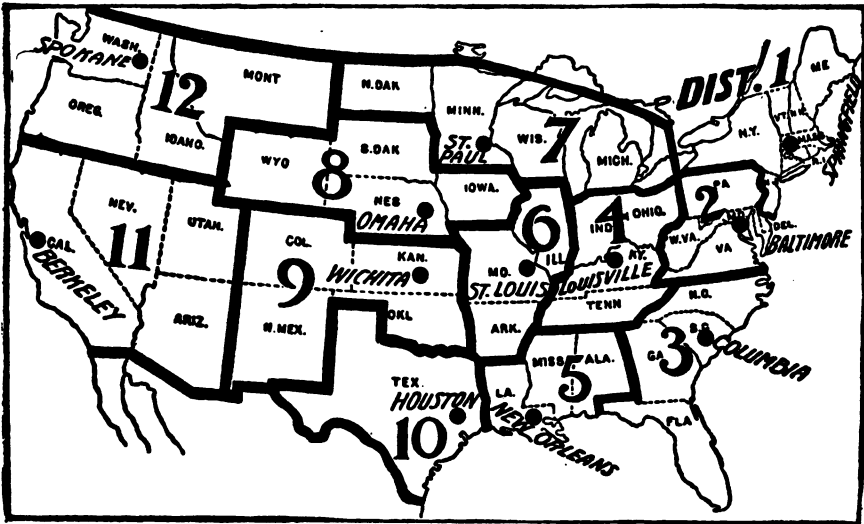 WASH.
SPOKANE
12
MONT
N.DAK
MINN.
DIST. 1
ME
OREG.
IDAHO.
WYO
8
S.DAK
ST.
PAUL
WIS.
7
MICH.
N.Y.
VT.
MASS.
R.I.
NEB
OMAHA
IOWA.
6
ILL
IND
4
OHIO.
2
PA
DEL.
BALTIMORE
W.VA.
VA
NEV.
11
CAL.
BERKELEY
UTAH.
COL.
9
KAN.
WICHITA
MO.
ST. LOUIS
KY.
LOUISVILLE
ARIZ.
N.MEX.
OKL
ARK.
TENN
N.C.
S.C.
COLUMBIA
GA
3
TEX.
HOUSTON
10
LA.
MISS
ALA.
5
NEW ORLEANS
FLA